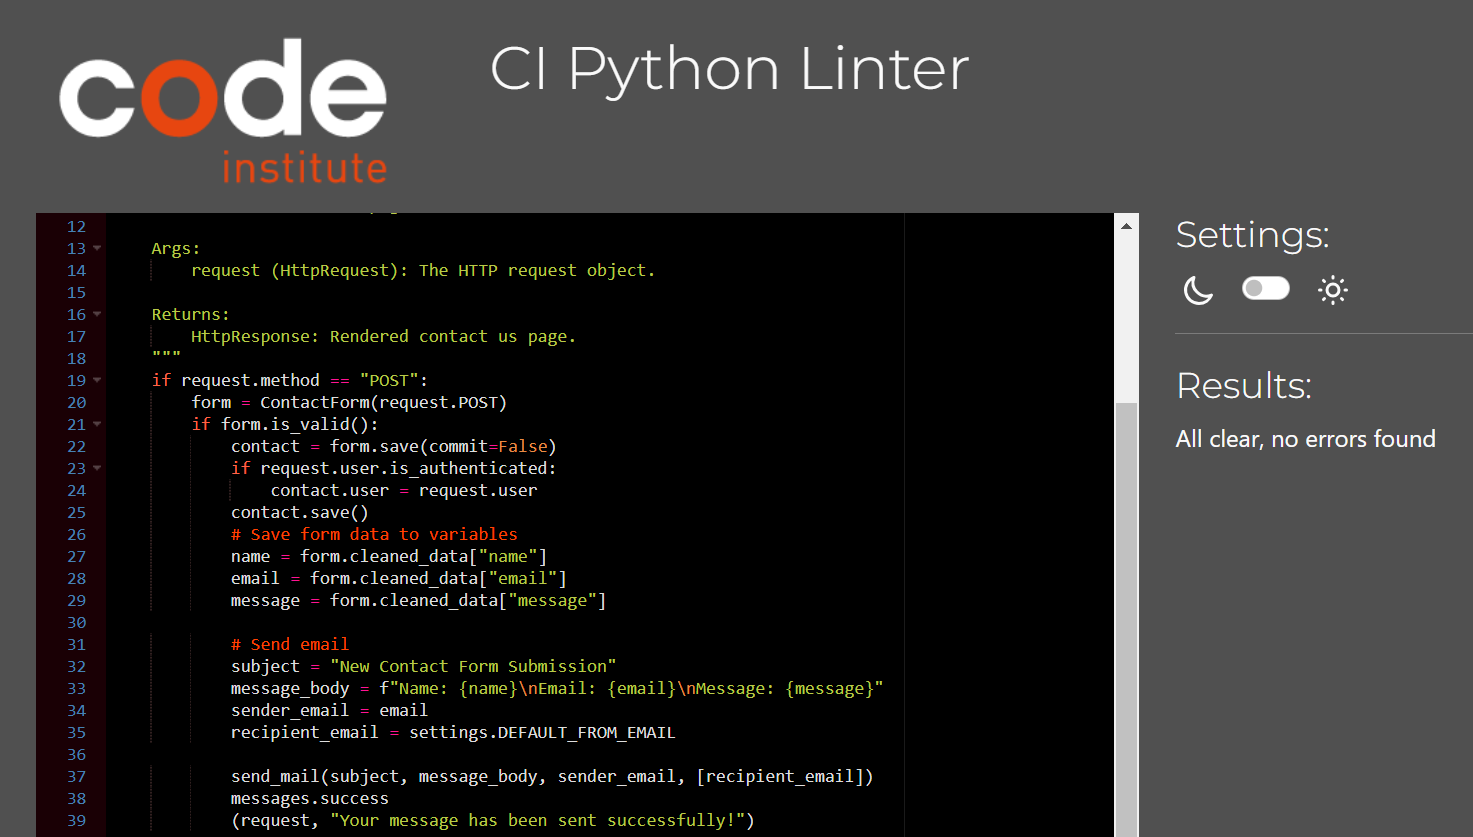 code
institute
CI Python Linter
12
13 Args:
14 request (HttpRequest): The HTTP request object.
15
16 Returns:
17 HttpResponse: Rendered contact us page.
18 """
19 if request.method == "POST":
20 form = ContactForm(request.POST)
21 if form.is_valid():
22 contact = form.save(commit=False)
23 if request.user.is_authenticated:
24 contact.user = request.user
25 contact.save()
26 # Save form data to variables
27 name = form.cleaned_data["name"]
28 email = form.cleaned_data["email"]
29 message = form.cleaned_data["message"]
30
31 # Send email
32 subject = "New Contact Form Submission"
33 message_body = f"Name: {name}\nEmail: {email}\nMessage: {message}"
34 sender_email = email
35 recipient_email = settings.DEFAULT_FROM_EMAIL
36
37 send_mail(subject, message_body, sender_email, [recipient_email])
38 messages.success
39 (request, "Your message has been sent successfully!")
Settings:
Results:
All clear, no errors found